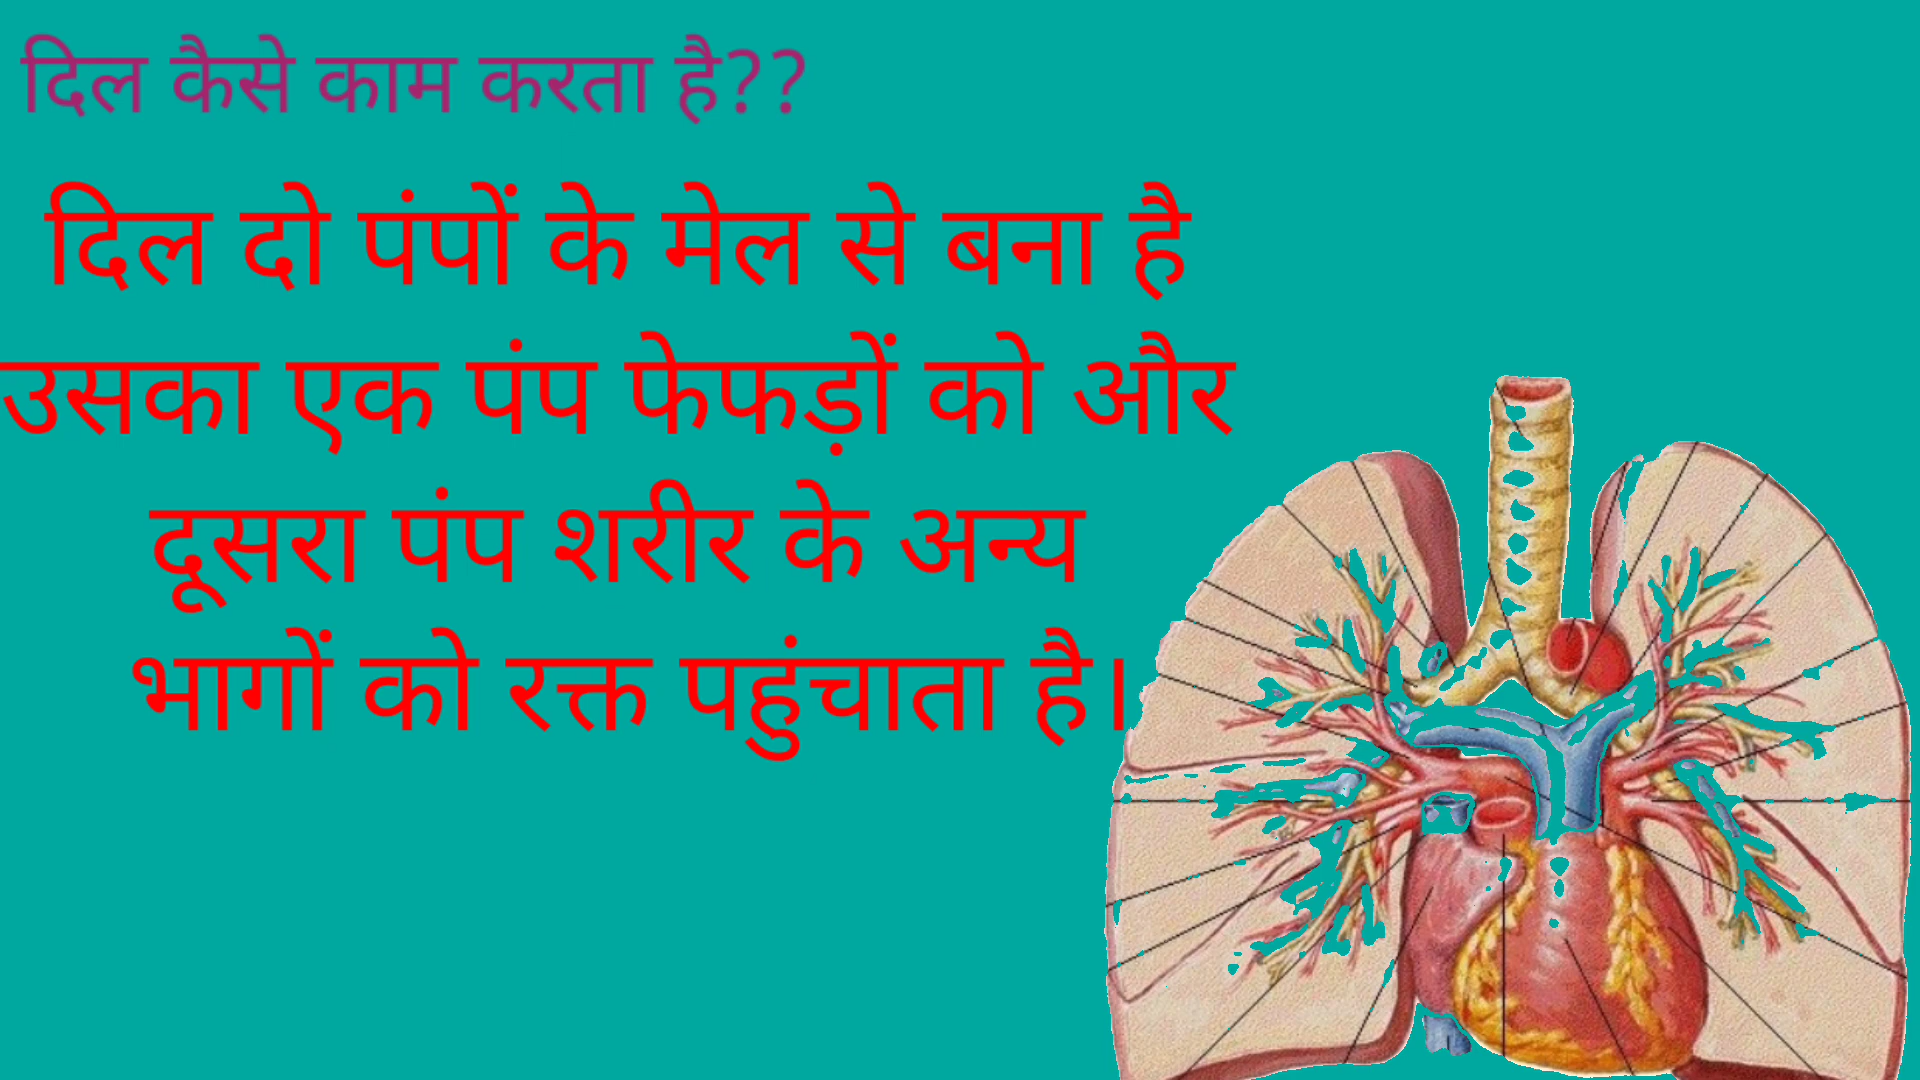 दिल कैसे काम करता है??
दिल दो पंपों के मेल से बना है
उसका एक पंप फेफड़ों को और
दूसरा पंप शरीर के अन्य
भागों को रक्त पहुंचाता है।